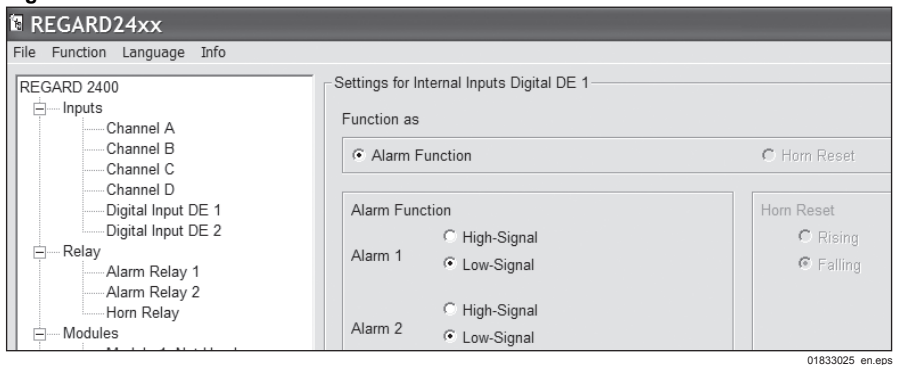 REGARD24xx
File Function Language Info
REGARD 2400
Inputs
Channel A
Channel B
Channel C
Channel D
Digital Input DE 1
Digital Input DE 2
Relay
Alarm Relay 1
Alarm Relay 2
Horn Relay
Modules
Settings for Internal Inputs Digital DE 1
Function as
Alarm Function
Horn Reset
Alarm Function
Alarm 1
High-Signal
Low-Signal
Alarm 2
High-Signal
Low-Signal
Horn Reset
Rising
Falling
01833025_en.eps